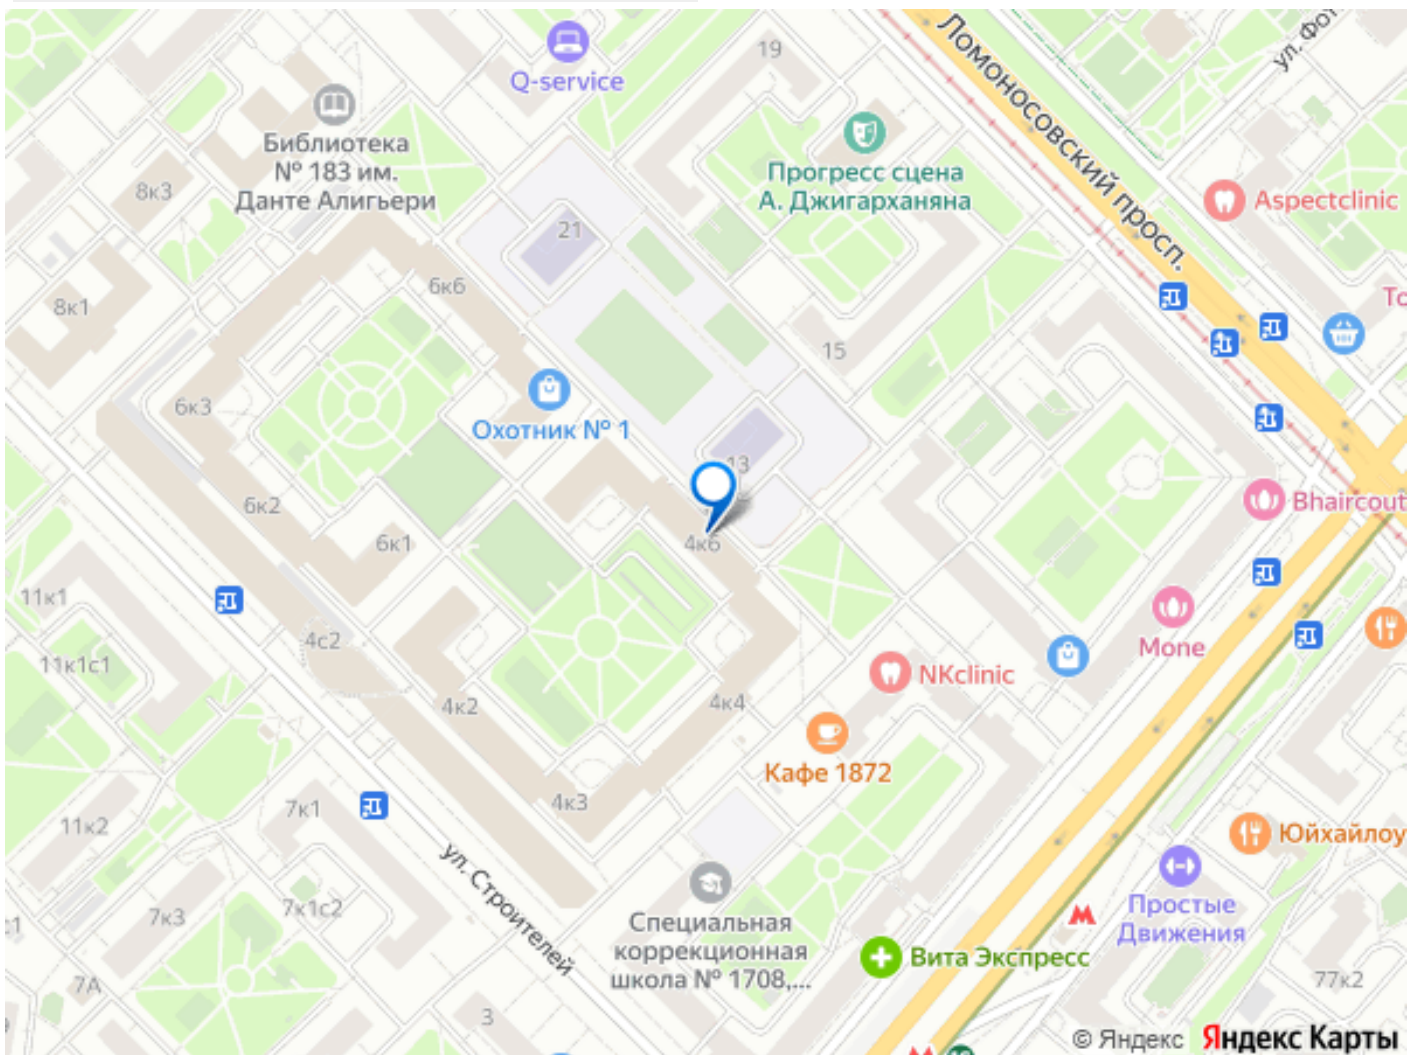 19
Ломоносовский просп.
Q-service
Библиотека
№ 183 им.
Данте Алигьери
Прогресс сцена
А. Джигарханяна
Aspectclinic
8к3
21
6к6
8к1
15
6к3
Охотник № 1
13
Bhaircout
6к2
6к1
4к6
11к1
4с2
11к1с1
Mone
NKclinic
4к2
4к4
Кафе 1872
4к3
7к1
11к2
Юйхайлоу
ул. Строителей
7к3
7к1с2
Специальная
коррекционная
школа № 1708,...
Простые
Движения
Вита Экспресс
7А
3
77к2
© Яндекс Яндекс Карты